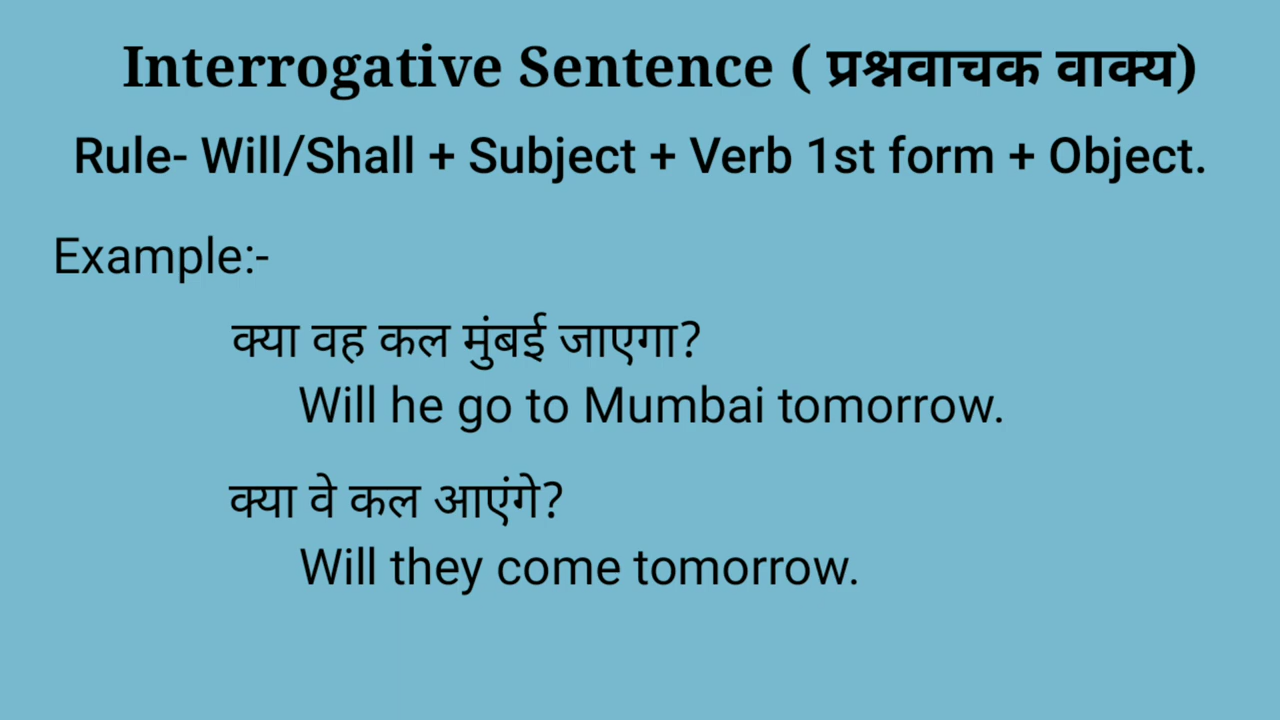 Interrogative Sentence ( प्रश्नवाचक वाक्य)
Rule- Will/Shall + Subject + Verb 1st form + Object.
Example:-
क्या वह कल मुंबई जाएगा?
Will he go to Mumbai tomorrow.
क्या वे कल आएंगे?
Will they come tomorrow.